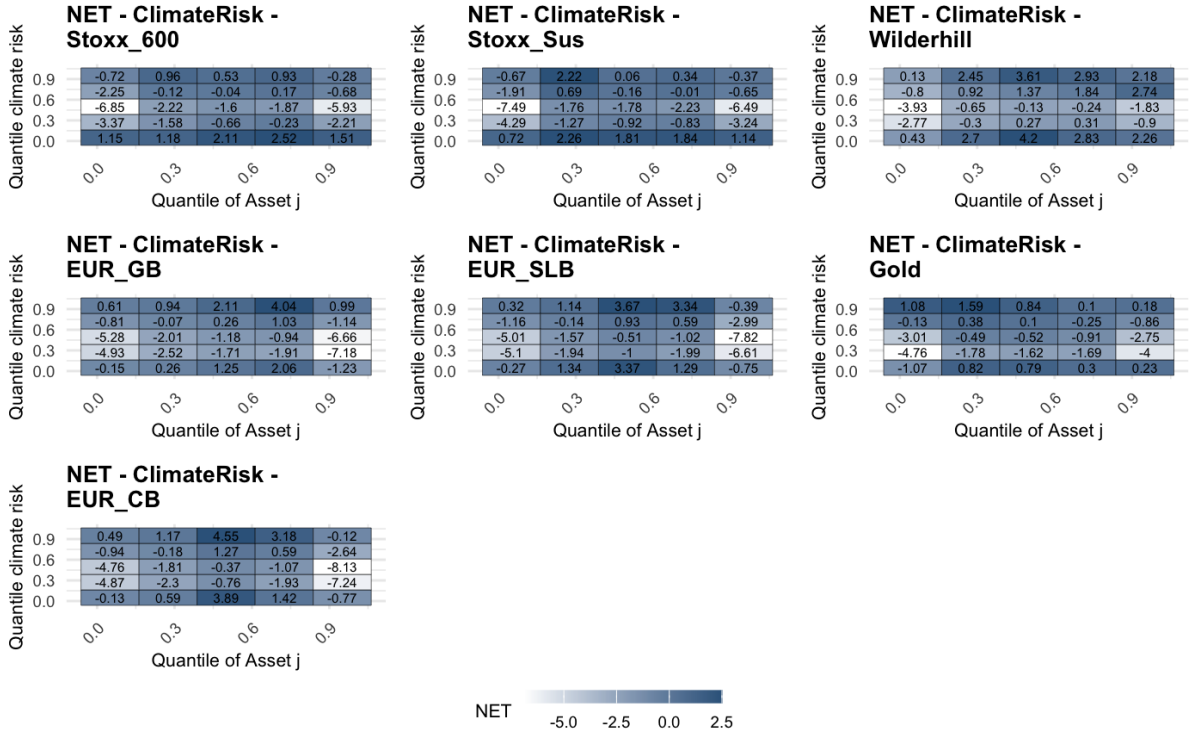 NET - ClimateRisk -
Stoxx_600
Quantile climate risk
0.9 -0.72 0.96 0.53 0.93 -0.28
-2.25 -0.12 -0.04 0.17 -0.68
0.6 -6.85 -2.22 -1.6 -1.87 -5.93
0.3 -3.37 -1.58 -0.66 -0.23 -2.21
0.0 1.15 1.18 2.11 2.52 1.51
0.0 0.3 0.6 0.9
Quantile of Asset j
NET - ClimateRisk -
Stoxx_Sus
Quantile climate risk
0.9 -0.67 2.22 0.06 0.34 -0.37
-1.91 0.69 -0.16 -0.01 -0.65
0.6 -7.49 -1.76 -1.78 -2.23 -6.49
0.3 -4.29 -1.27 -0.92 -0.83 -3.24
0.0 0.72 2.26 1.81 1.84 1.14
0.0 0.3 0.6 0.9
Quantile of Asset j
NET - ClimateRisk -
Wilderhill
Quantile climate risk
0.9 0.13 2.45 3.61 2.93 2.18
-0.8 0.92 1.37 1.84 2.74
0.6 -3.93 -0.65 -0.13 -0.24 -1.83
0.3 -2.77 -0.3 0.27 0.31 -0.9
0.0 0.43 2.7 4.2 2.83 2.26
0.0 0.3 0.6 0.9
Quantile of Asset j
NET - ClimateRisk -
EUR_GB
Quantile climate risk
0.9 0.61 0.94 2.11 4.04 0.99
-0.81 -0.07 0.26 1.03 -1.14
0.6 -5.28 -2.01 -1.18 -0.94 -6.66
0.3 -4.93 -2.52 -1.71 -1.91 -7.18
0.0 -0.15 0.26 1.25 2.06 -1.23
0.0 0.3 0.6 0.9
Quantile of Asset j
NET - ClimateRisk -
EUR_SLB
Quantile climate risk
0.9 0.32 1.14 3.67 3.34 -0.39
-1.16 -0.14 0.93 0.59 -2.99
0.6 -5.01 -1.57 -0.51 -1.02 -7.82
0.3 -5.1 -1.94 -1 -1.99 -6.61
0.0 -0.27 1.34 3.37 1.29 -0.75
0.0 0.3 0.6 0.9
Quantile of Asset j
NET - ClimateRisk -
Gold
Quantile climate risk
0.9 1.08 1.59 0.84 0.1 0.18
-0.13 0.38 0.1 -0.25 -0.86
0.6 -3.01 -0.49 -0.52 -0.91 -2.75
0.3 -4.76 -1.78 -1.62 -1.69 -4
0.0 -1.07 0.82 0.79 0.3 0.23
0.0 0.3 0.6 0.9
Quantile of Asset j
NET - ClimateRisk -
EUR_CB
Quantile climate risk
0.9 0.49 1.17 4.55 3.18 -0.12
-0.94 -0.18 1.27 0.59 -2.64
0.6 -4.76 -1.81 -0.37 -1.07 -8.13
0.3 -4.87 -2.3 -0.76 -1.93 -7.24
0.0 -0.13 0.59 3.89 1.42 -0.77
0.0 0.3 0.6 0.9
Quantile of Asset j
NET
-5.0 -2.5 0.0 2.5